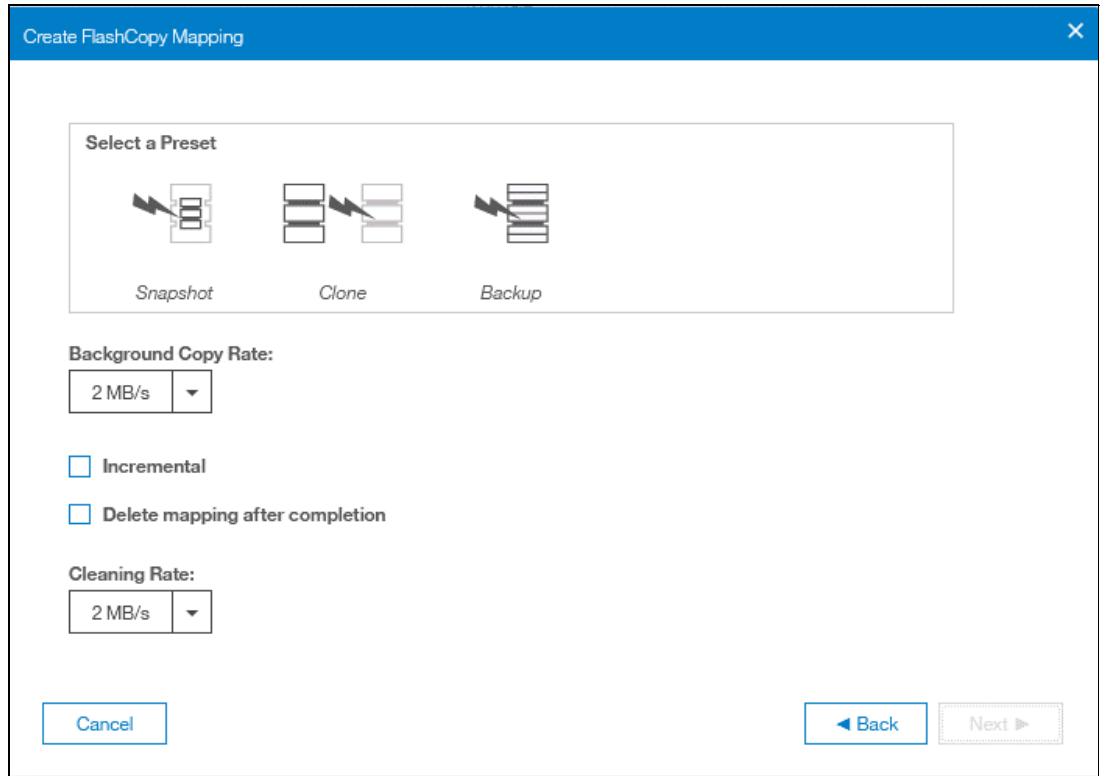 Create FlashCopy Mapping
Select a Preset
Snapshot Clone Backup
Background Copy Rate:
2 MB/s
Incremental
Delete mapping after completion
Cleaning Rate:
2 MB/s
Cancel Back Next